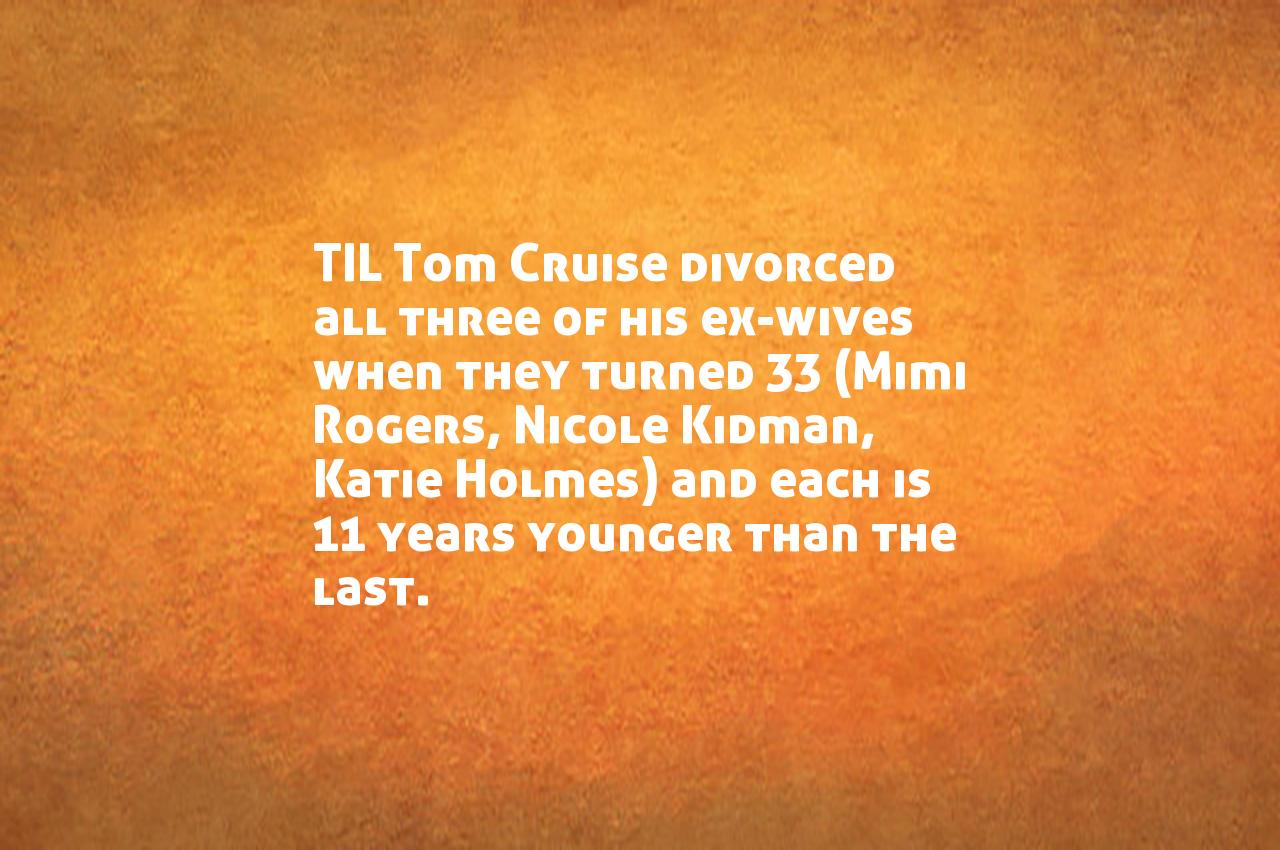 TIL Tom Cruise divorced
all three of his ex-wives
when they turned 33 (Mimi
Rogers, Nicole Kidman,
Katie Holmes) and each is
11 years younger than the
last.